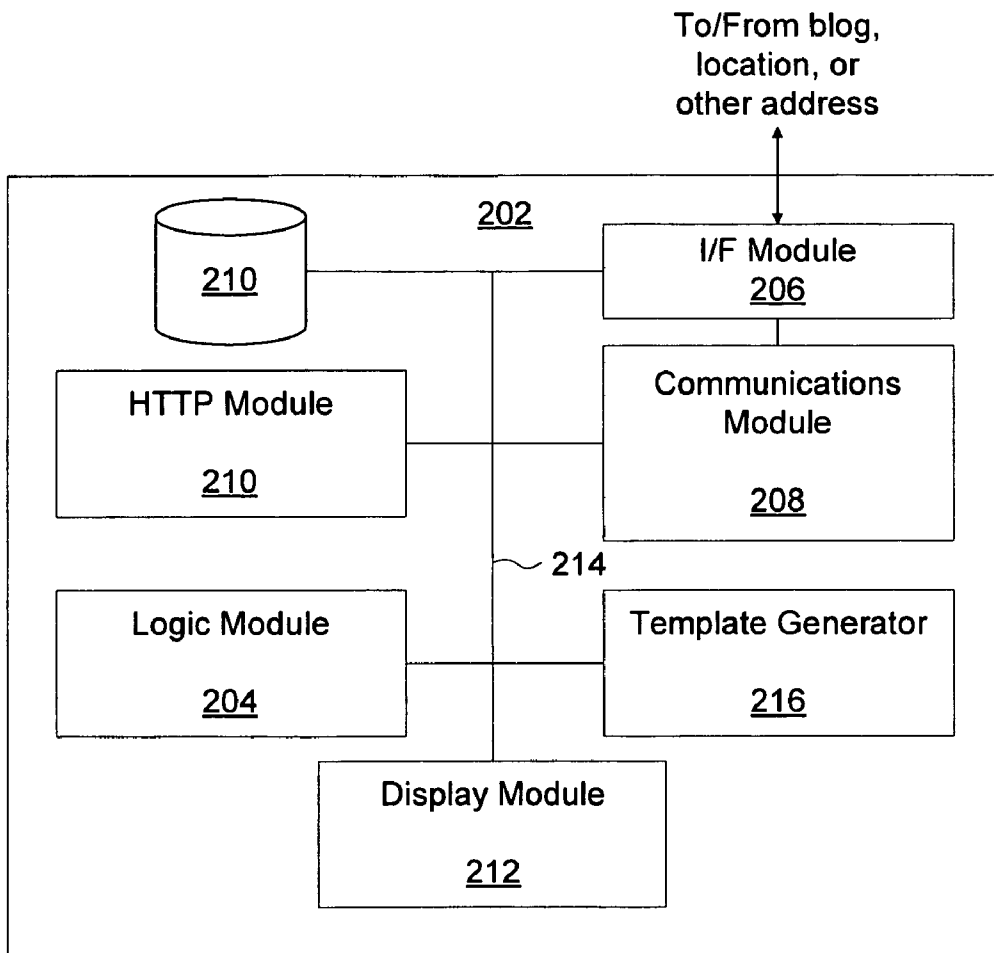 To/From blog,
location, or
other address
202
210
I/F Module
206
HTTP Module
210
Communications
Module
208
214
Logic Module
204
Template Generator
216
Display Module
212